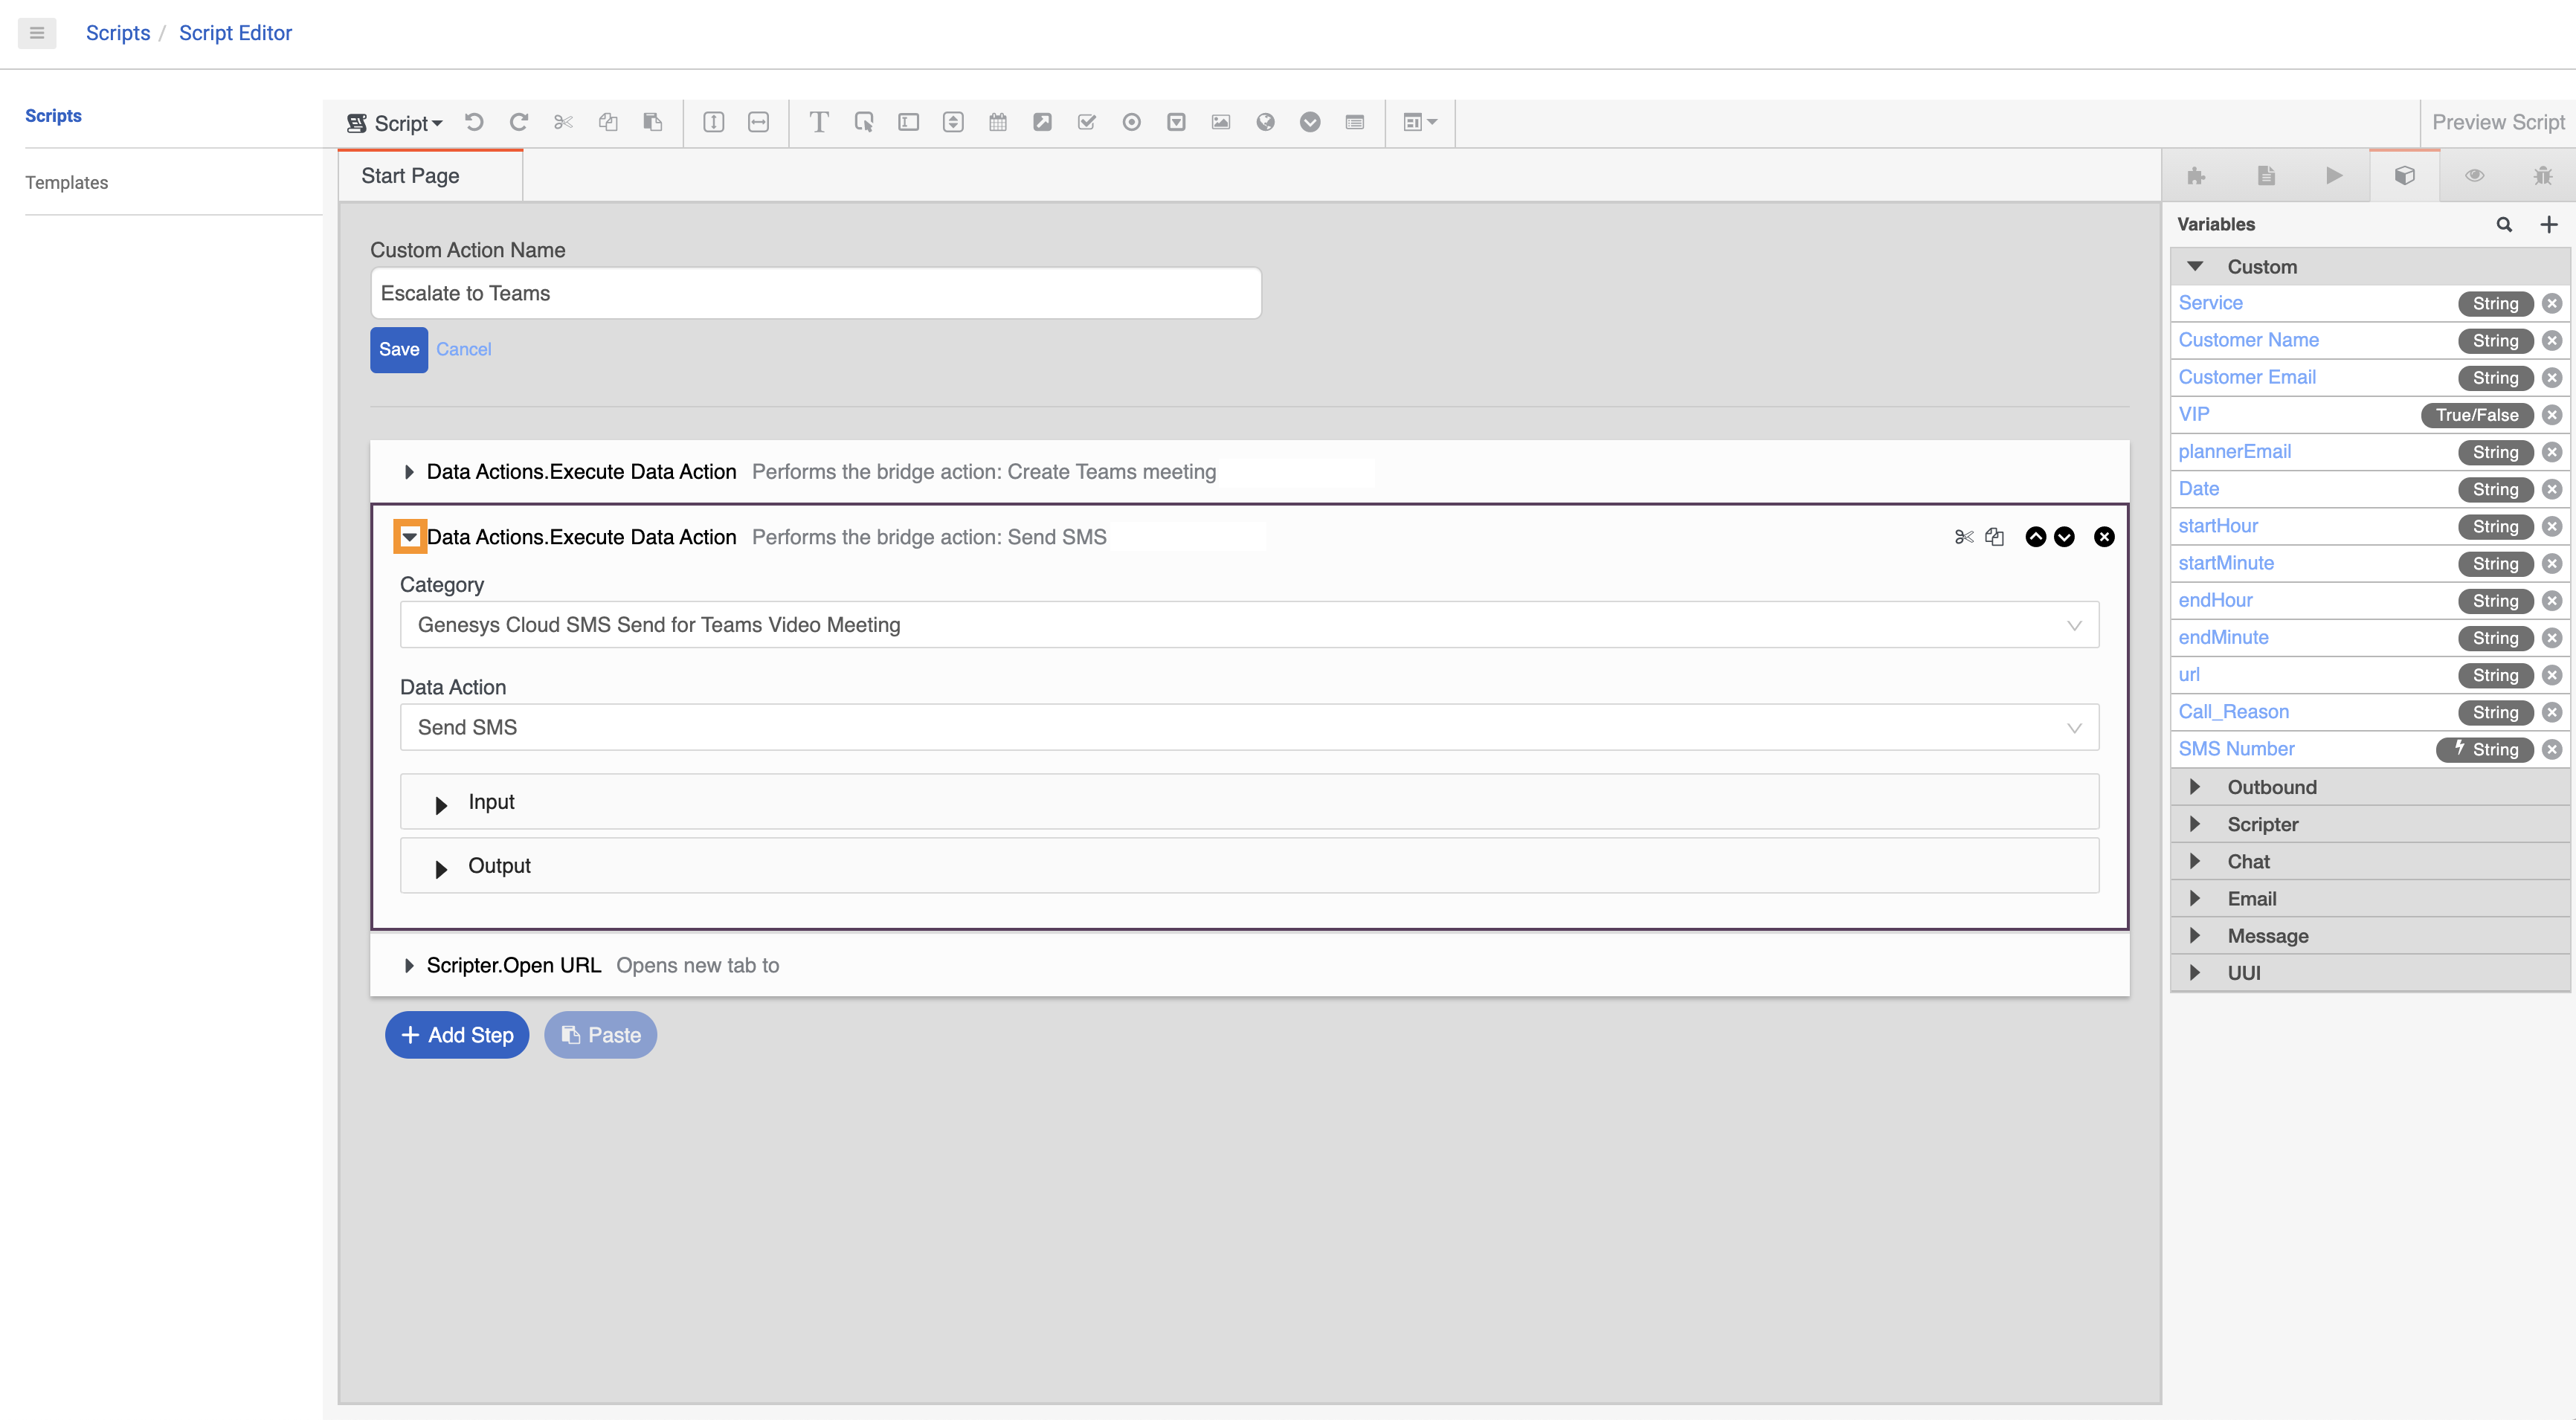 Scripts / Script Editor
Scripts
Templates
Script
Preview Script
Start Page
Custom Action Name
Escalate to Teams
Save Cancel
Data Actions.Execute Data Action Performs the bridge action: Create Teams meeting
Data Actions.Execute Data Action Performs the bridge action: Send SMS
Category
Genesys Cloud SMS Send for Teams Video Meeting
Data Action
Send SMS
Input
Output
Scripter.Open URL Opens new tab to
+ Add Step Paste
Variables
Custom
Service String
Customer Name String
Customer Email String
VIP True/False
plannerEmail String
Date String
startHour String
startMinute String
endHour String
endMinute String
url String
Call_Reason String
SMS Number String
Outbound
Scripter
Chat
Email
Message
UUI